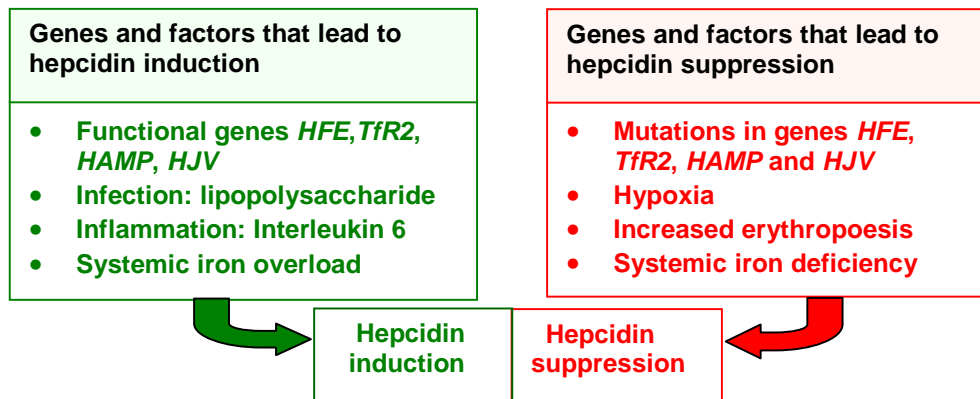 Genes and factors that lead to
hepcidin induction
• Functional genes HFE,TfR2,
HAMP, HJV
• Infection: lipopolysaccharide
• Inflammation: Interleukin 6
• Systemic iron overload
Genes and factors that lead to
hepcidin suppression
• Mutations in genes HFE,
TfR2, HAMP and HJV
• Hypoxia
• Increased erythropoesis
• Systemic iron deficiency
Hepcidin
induction
Hepcidin
suppression